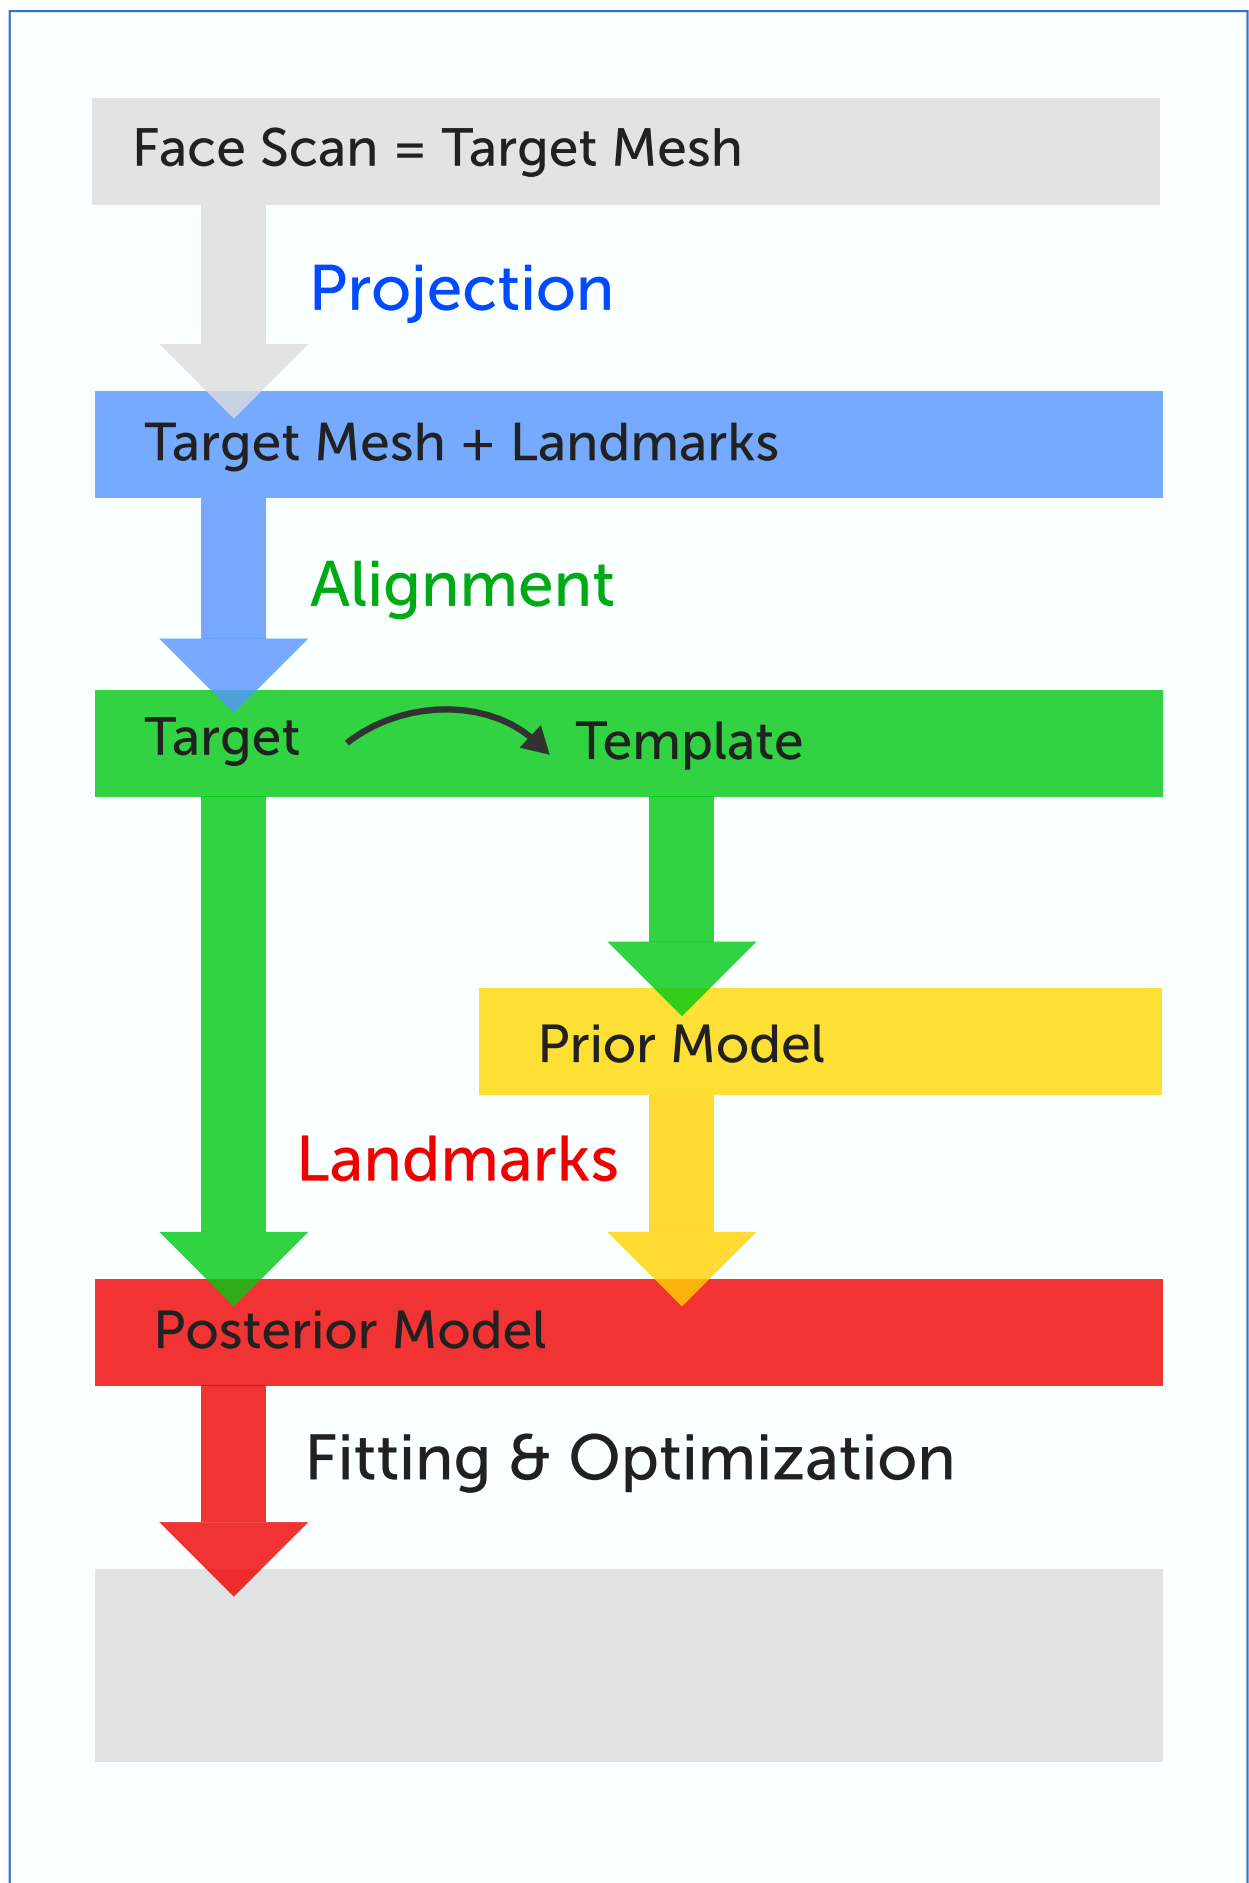 Face Scan = Target Mesh
Projection
Target Mesh + Landmarks
Alignment
Target
Template
Prior Model
Landmarks
Posterior Model
Fitting & Optimization